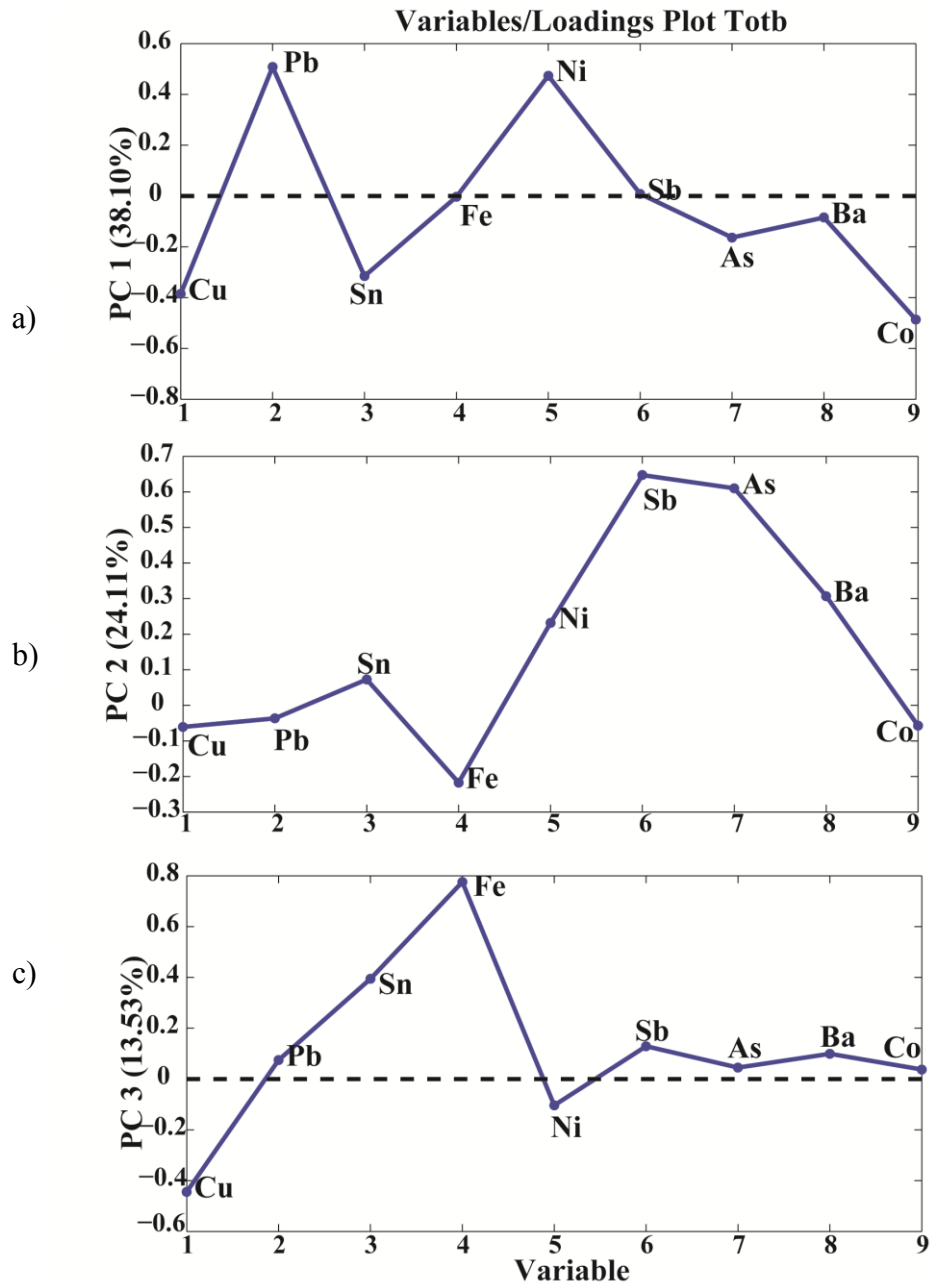 Variables/Loadings Plot Totb
a)
PC 1 (38.10%)
0.6
0.4
0.2
0
−0.2
−0.4
−0.6
−0.8
Cu
Pb
Sn
Fe
Ni
Sb
As
Ba
Co
1 2 3 4 5 6 7 8 9
b)
PC 2 (24.11%)
0.7
0.6
0.5
0.4
0.3
0.2
0.1
0
−0.1
−0.2
−0.3
Cu
Pb
Sn
Fe
Ni
Sb
As
Ba
Co
1 2 3 4 5 6 7 8 9
c)
PC 3 (13.53%)
0.8
0.6
0.4
0.2
0
−0.2
−0.4
−0.6
Cu
Pb
Sn
Fe
Ni
Sb
As
Ba
Co
1 2 3 4 5 6 7 8 9
Variable